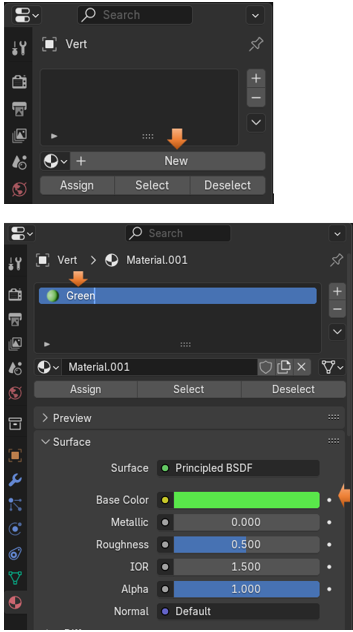 Search
Vert
New
Assign Select Deselect
Search
Vert > Material.001
Green
Material.001
Assign Select Deselect
Preview
Surface
Surface Principled BSDF
Base Color
Metallic 0.000
Roughness 0.500
IOR 1.500
Alpha 1.000
Normal Default